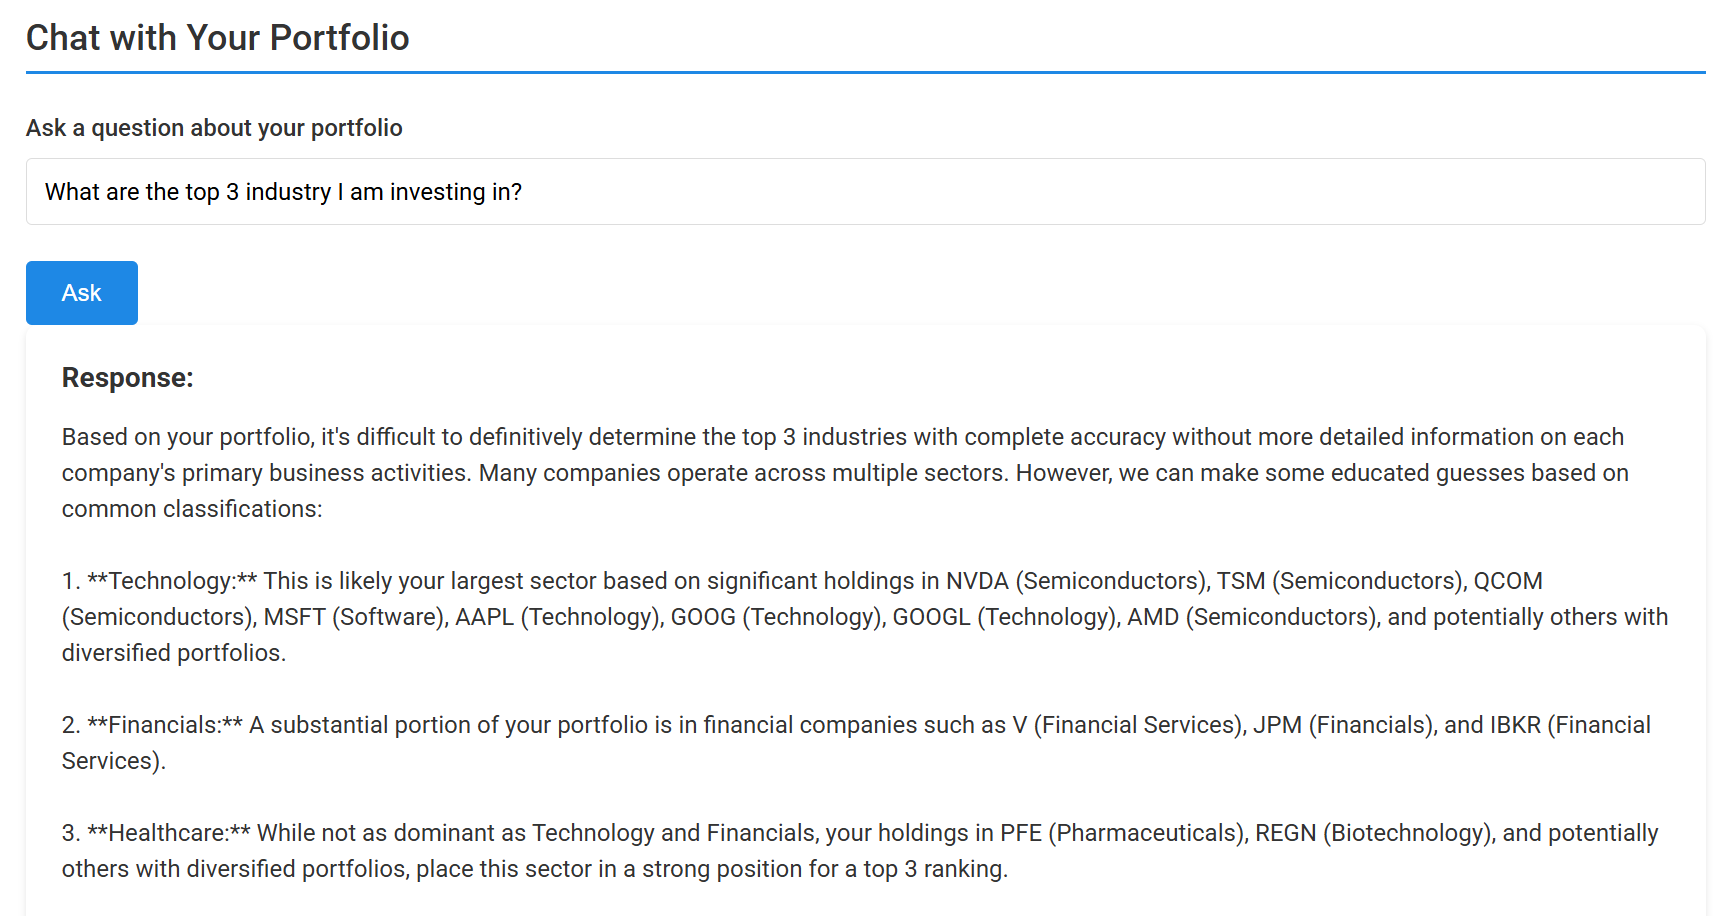 Chat with Your Portfolio
Ask a question about your portfolio
What are the top 3 industry I am investing in?
Ask
Response:
Based on your portfolio, it's difficult to definitively determine the top 3 industries with complete accuracy without more detailed information on each
company's primary business activities. Many companies operate across multiple sectors. However, we can make some educated guesses based on
common classifications:
1. **Technology:** This is likely your largest sector based on significant holdings in NVDA (Semiconductors), TSM (Semiconductors), QCOM
(Semiconductors), MSFT (Software), AAPL (Technology), GOOG (Technology), GOOGL (Technology), AMD (Semiconductors), and potentially others with
diversified portfolios.
2. **Financials:** A substantial portion of your portfolio is in financial companies such as V (Financial Services), JPM (Financials), and IBKR (Financial
Services).
3. **Healthcare:** While not as dominant as Technology and Financials, your holdings in PFE (Pharmaceuticals), REGN (Biotechnology), and potentially
others with diversified portfolios, place this sector in a strong position for a top 3 ranking.